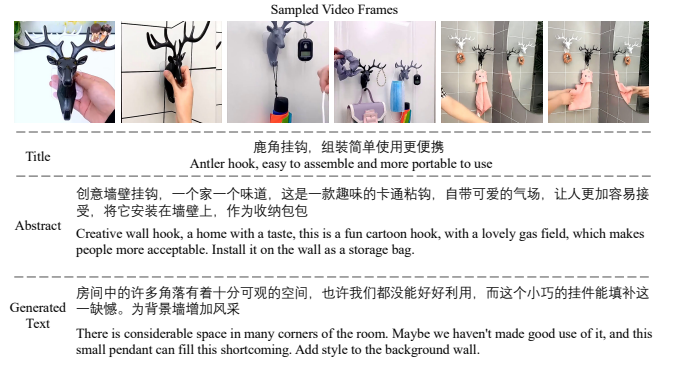 Sampled Video Frames
Title
鹿角挂钩，组装简单使用更便携
Antler hook, easy to assemble and more portable to use
Abstract
创意墙壁挂钩，一个家一个味道，这是一款趣味的卡通粘钩，自带可爱的气场，让人更加容易接
受，将它安装在墙壁上，作为收纳包包
Creative wall hook, a home with a taste, this is a fun cartoon hook, with a lovely gas field, which makes
people more acceptable. Install it on the wall as a storage bag.
Generated
Text
房间中的许多角落有着十分可观的空间，也许我们都没能好好利用，而这个小巧的挂件能填补这
一缺憾。为背景墙增加风采
There is considerable space in many corners of the room. Maybe we haven't made good use of it, and this
small pendant can fill this shortcoming. Add style to the background wall.